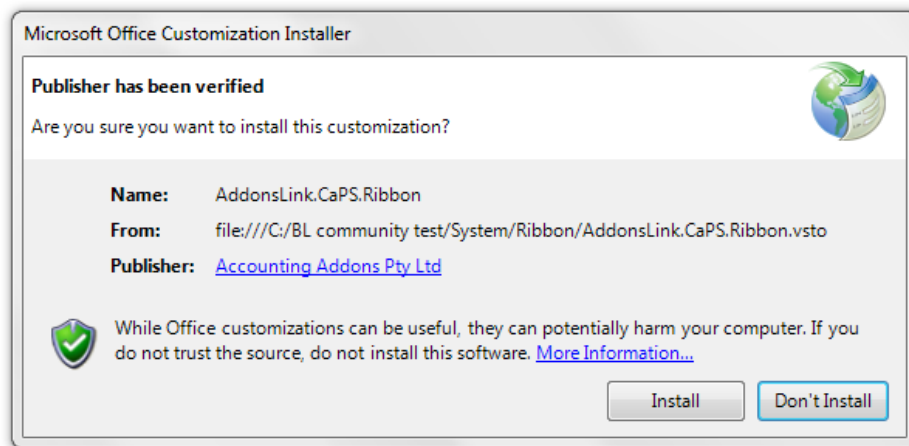 Microsoft Office Customization Installer
Publisher has been verified
Are you sure you want to install this customization?
Name: AddonsLink.CaPS.Ribbon
From: file:///C:/BL community test/System/Ribbon/AddonsLink.CaPS.Ribbon.vsto
Publisher: Accounting Addons Pty Ltd
While Office customizations can be useful, they can potentially harm your computer. If you
do not trust the source, do not install this software. More Information...
Install Don't Install